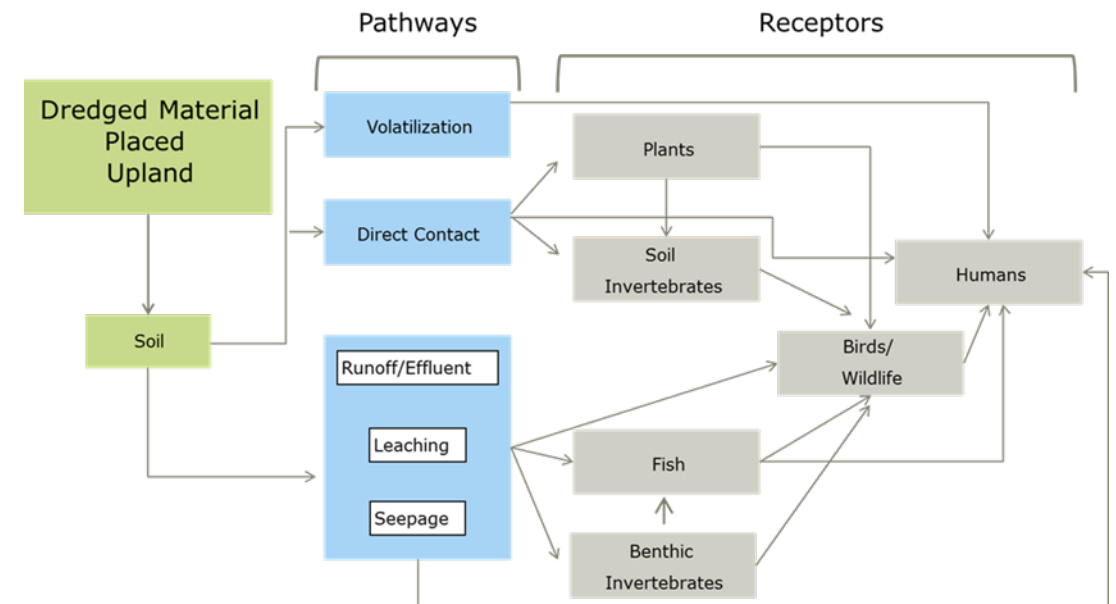 Pathways
Receptors
Dredged Material
Placed
Upland
Volatilization
Plants
Direct Contact
Soil
Invertebrates
Humans
Soil
Birds/
Wildlife
Runoff/Effluent
Leaching
Fish
Seepage
Benthic
Invertebrates